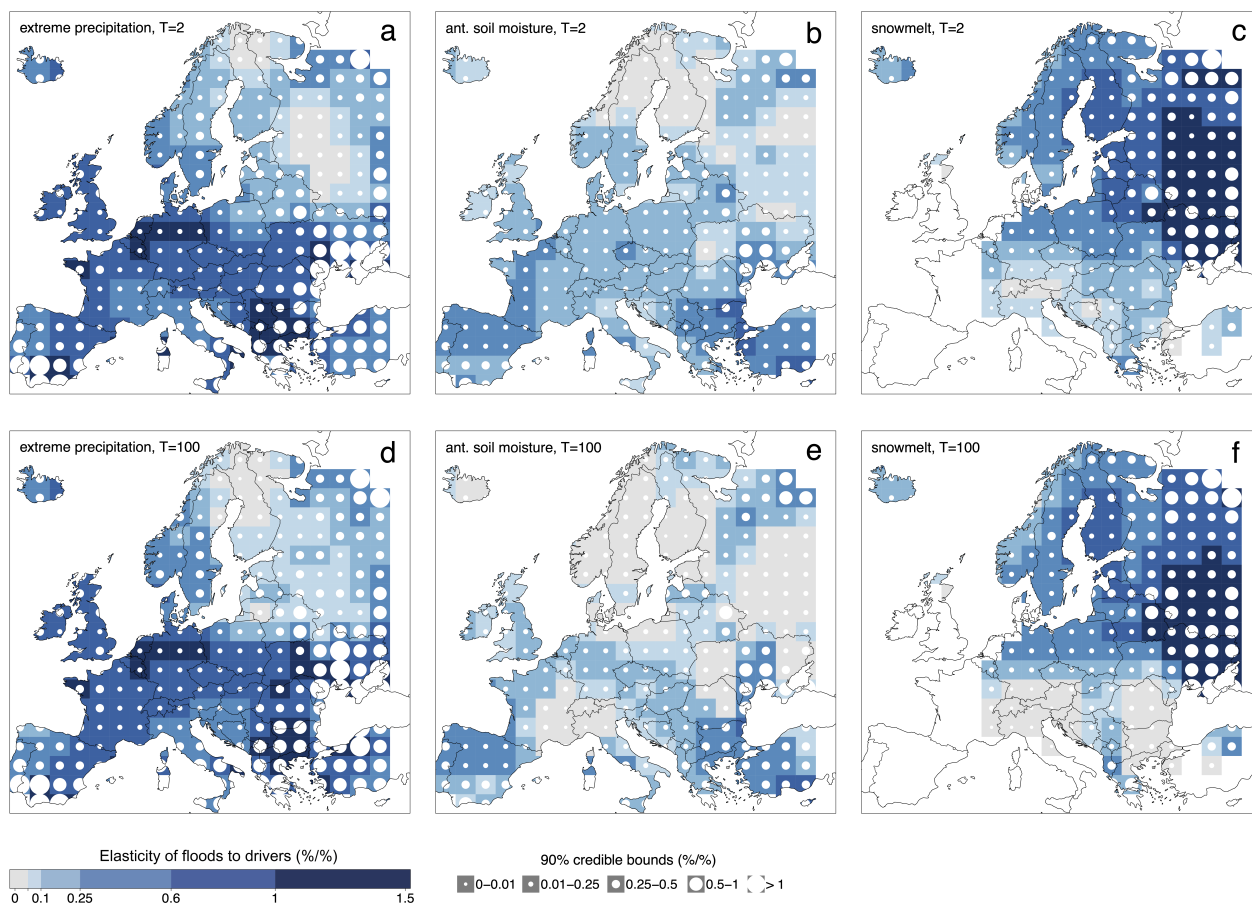 extreme precipitation, T=2
a
ant. soil moisture, T=2
b
snowmelt, T=2
c
extreme precipitation, T=100
d
ant. soil moisture, T=100
e
snowmelt, T=100
f
Elasticity of floods to drivers (%/%)
0 0.1 0.25 0.6 1 1.5
90% credible bounds (%/%)
0−0.01 0.01−0.25 0.25−0.5 0.5−1 > 1